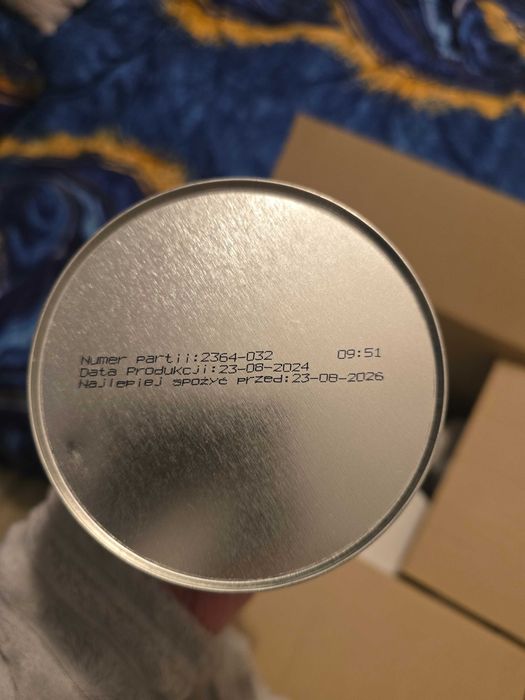 Numer partii:2364-032 09:51
Data Produkcji:23-08-2024
Najlepiej spożyć przed:23-08-2026